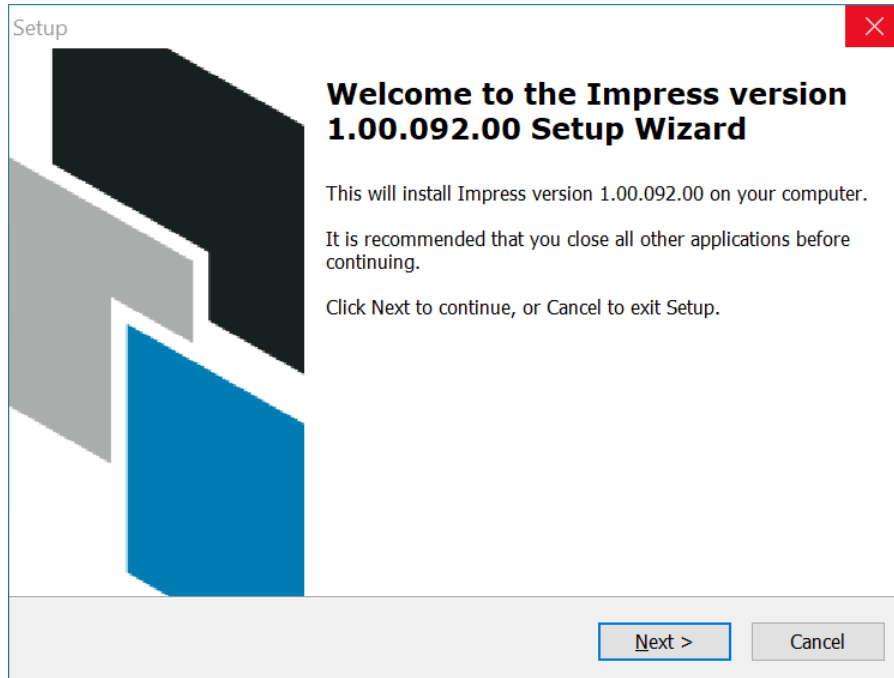 Setup
Welcome to the Impress version
1.00.092.00 Setup Wizard
This will install Impress version 1.00.092.00 on your computer.
It is recommended that you close all other applications before
continuing.
Click Next to continue, or Cancel to exit Setup.
Next >
Cancel